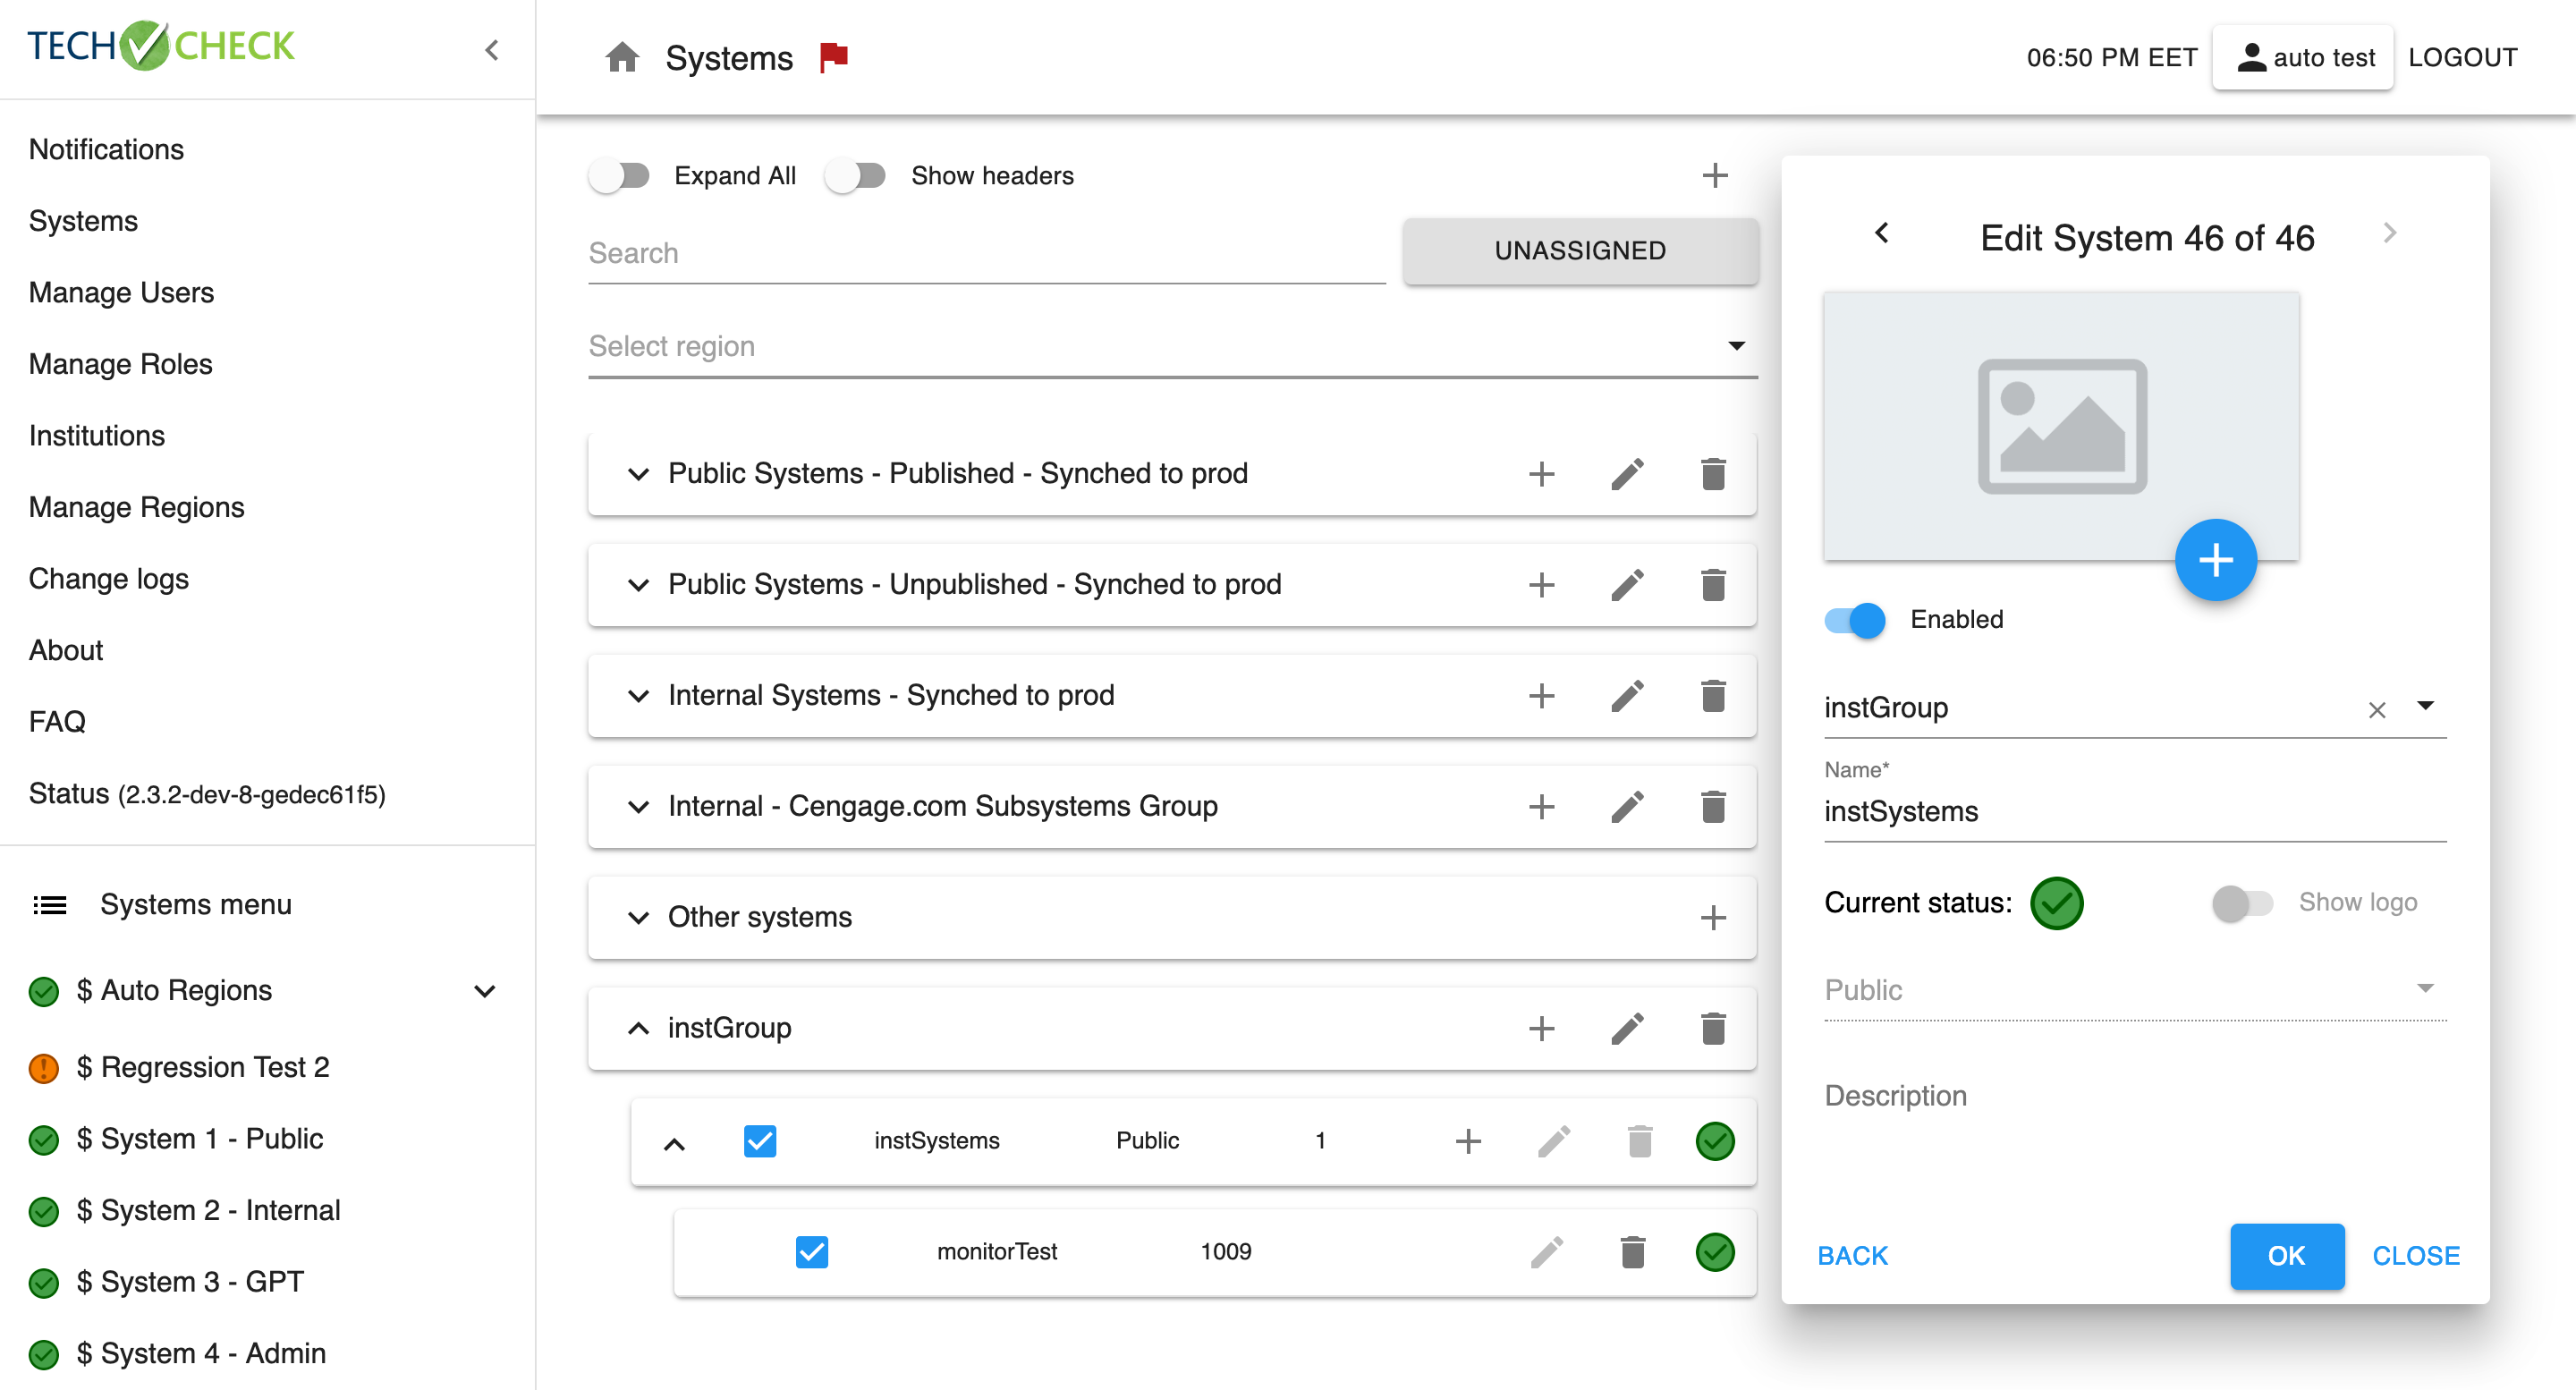 TECH CHECK
Notifications
Systems
Manage Users
Manage Roles
Institutions
Manage Regions
Change logs
About
FAQ
Status (2.3.2-dev-8-gedec61f5)
Systems menu
$ Auto Regions
$ Regression Test 2
$ System 1 - Public
$ System 2 - Internal
$ System 3 - GPT
$ System 4 - Admin
Systems
06:50 PM EET
auto test
LOGOUT
Expand All
Show headers
Search
UNASSIGNED
Select region
Public Systems - Published - Synched to prod
Public Systems - Unpublished - Synched to prod
Internal Systems - Synched to prod
Internal - Cengage.com Subsystems Group
Other systems
instGroup
instSystems Public 1
monitorTest 1009
Edit System 46 of 46
Enabled
instGroup
Name*
instSystems
Current status:
Show logo
Public
Description
BACK
OK
CLOSE